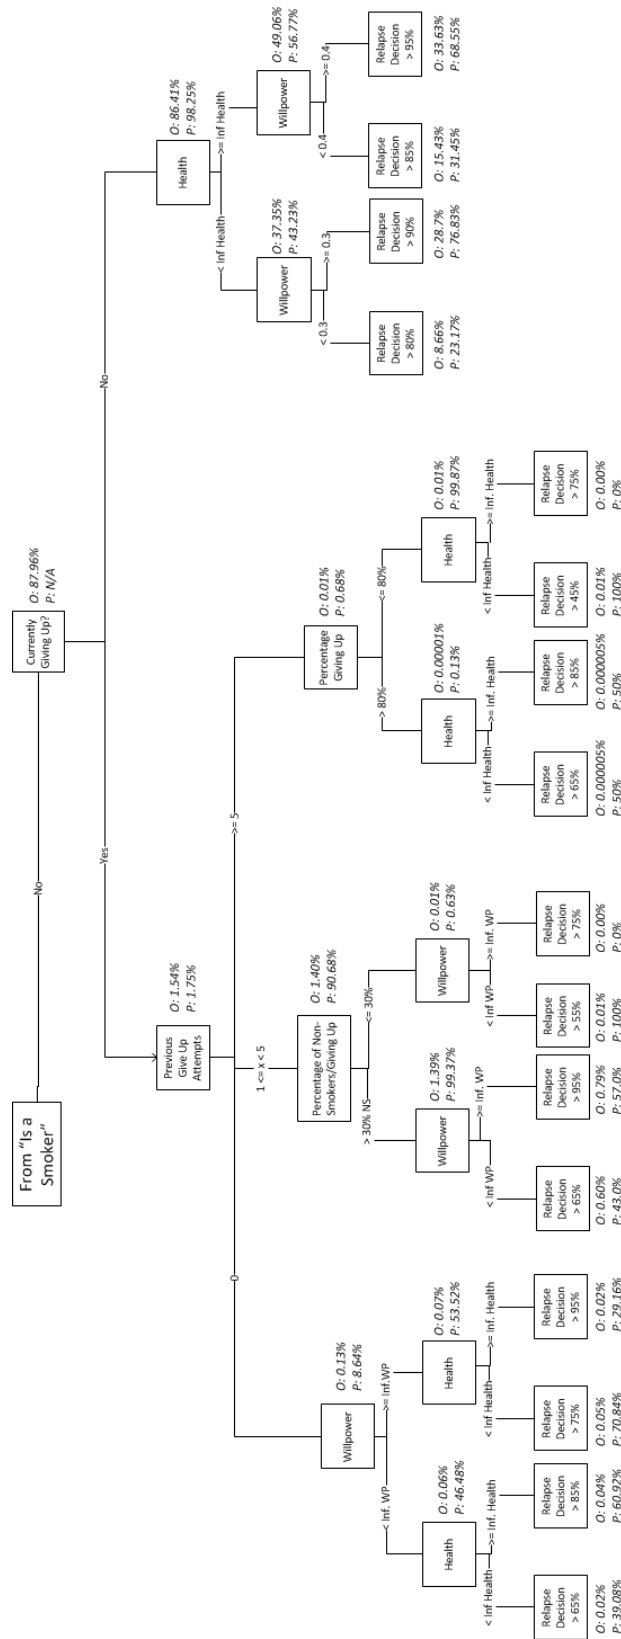 From "Is a
Smoker"
No
Currently
Giving Up?
O: 87.96%
P: N/A
Yes
No
Previous
Give Up
Attempts
O: 1.54%
P: 1.75%
Health
O: 86.41%
P: 98.25%
0
1 <= x < 5
>= 5
< Inf Health
>= Inf Health
Willpower
O: 0.13%
P: 8.64%
Percentage of Non-
Smokers/Giving Up
O: 1.40%
P: 90.68%
Percentage
Giving Up
O: 0.01%
P: 0.68%
Willpower
O: 37.35%
P: 43.23%
Willpower
O: 49.06%
P: 56.77%
< Inf. WP
>= Inf.WP
> 30% NS
<= 30%
> 80%
<= 80%
< 0.3
>= 0.3
< 0.4
>= 0.4
Health
O: 0.06%
P: 46.48%
Health
O: 0.07%
P: 53.52%
Willpower
O: 1.39%
P: 99.37%
Willpower
O: 0.01%
P: 0.63%
Health
O: 0.00001%
P: 0.13%
Health
O: 0.01%
P: 99.87%
Relapse
Decision
> 80%
O: 8.66%
P: 23.17%
Relapse
Decision
> 90%
O: 28.7%
P: 76.83%
Relapse
Decision
> 85%
O: 15.43%
P: 31.45%
Relapse
Decision
> 95%
O: 33.63%
P: 68.55%
< Inf Health
>= Inf. Health
< Inf Health
>= Inf. Health
< Inf WP
>= Inf. WP
< Inf WP
>= Inf. WP
< Inf Health
>= Inf. Health
< Inf Health
>= Inf. Health
Relapse
Decision
> 65%
O: 0.02%
P: 39.08%
Relapse
Decision
> 85%
O: 0.04%
P: 60.92%
Relapse
Decision
> 75%
O: 0.05%
P: 70.84%
Relapse
Decision
> 95%
O: 0.02%
P: 29.16%
Relapse
Decision
> 65%
O: 0.60%
P: 43.0%
Relapse
Decision
> 95%
O: 0.79%
P: 57.0%
Relapse
Decision
> 55%
O: 0.01%
P: 100%
Relapse
Decision
> 75%
O: 0.00%
P: 0%
Relapse
Decision
> 65%
O: 0.000005%
P: 50%
Relapse
Decision
> 85%
O: 0.000005%
P: 50%
Relapse
Decision
> 45%
O: 0.01%
P: 100%
Relapse
Decision
> 75%
O: 0.00%
P: 0%